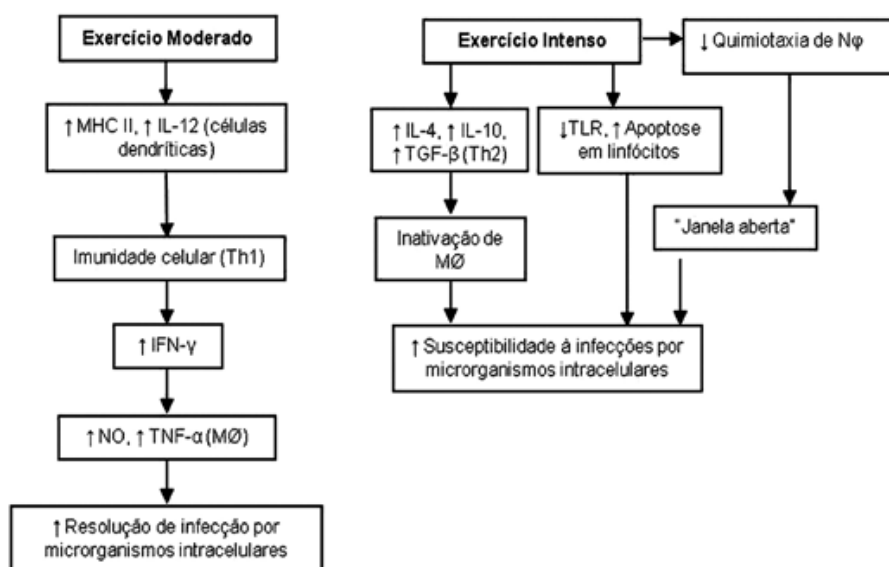 Exercício Moderado
↑MHC II, ↑ IL-12 (células
dendríticas)
Imunidade celular (Th1)
↑ IFN-γ
↑NO, ↑ TNF-α (MØ)
↑ Resolução de infecção por
microrganismos intracelulares
Exercício Intenso
↓ Quimiotaxia de Nφ
↑ IL-4, ↑ IL-10,
↑ TGF-β (Th2)
↓TLR, ↑ Apoptose
em linfócitos
Inativação de
MØ
"Janela aberta"
↑ Susceptibilidade à infecções por
microrganismos intracelulares